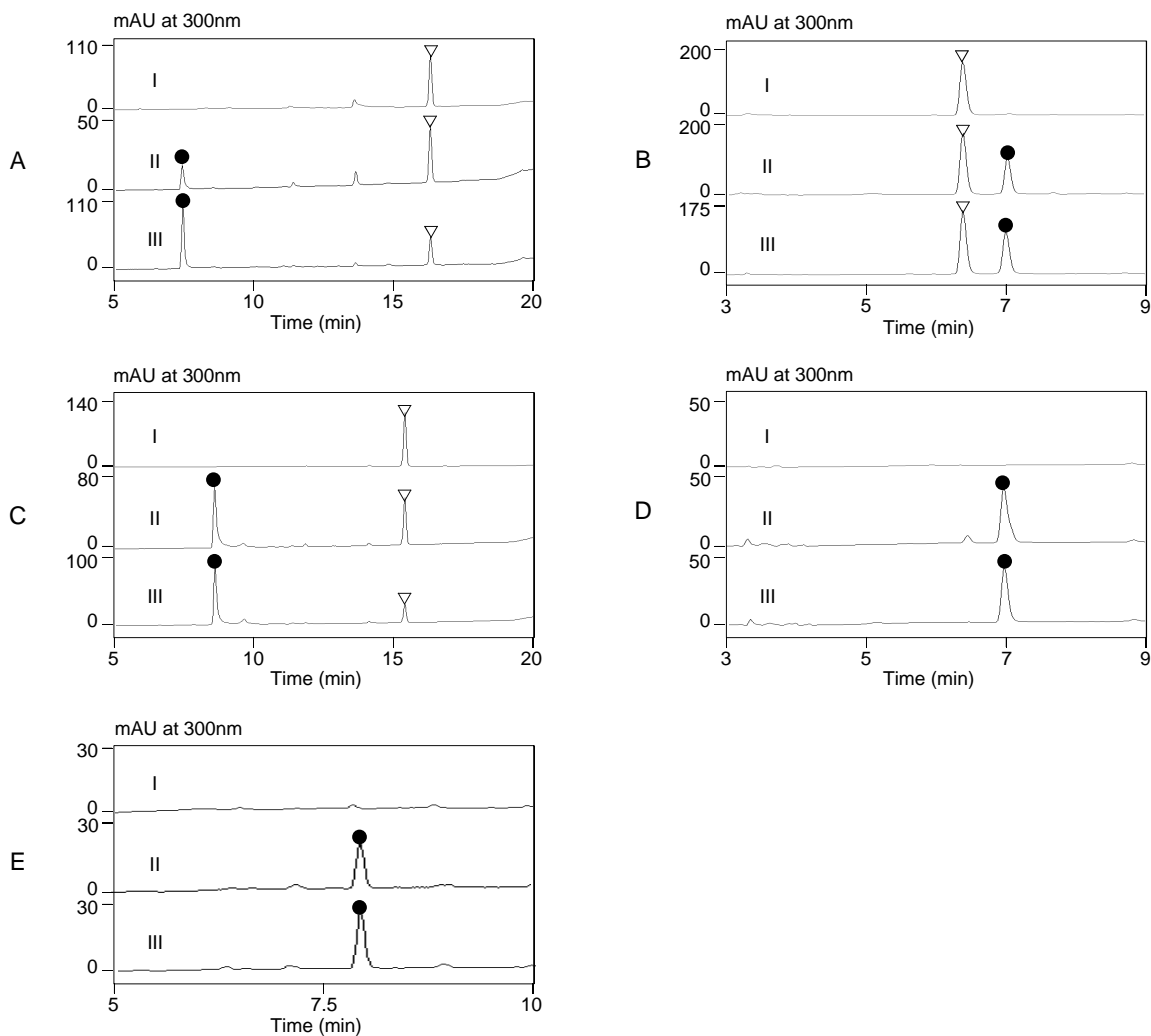 mAU at 300nm
110
I
0
50
A
II
0
110
III
0
5 10 15 20
Time (min)
mAU at 300nm
200
I
0
200
B
II
0
175
III
0
3 5 7 9
Time (min)
mAU at 300nm
140
I
0
80
C
II
0
100
III
0
5 10 15 20
Time (min)
mAU at 300nm
50
I
0
50
D
II
0
50
III
0
3 5 7 9
Time (min)
mAU at 300nm
30
I
0
30
E
II
0
30
III
0
5 7.5 10
Time (min)